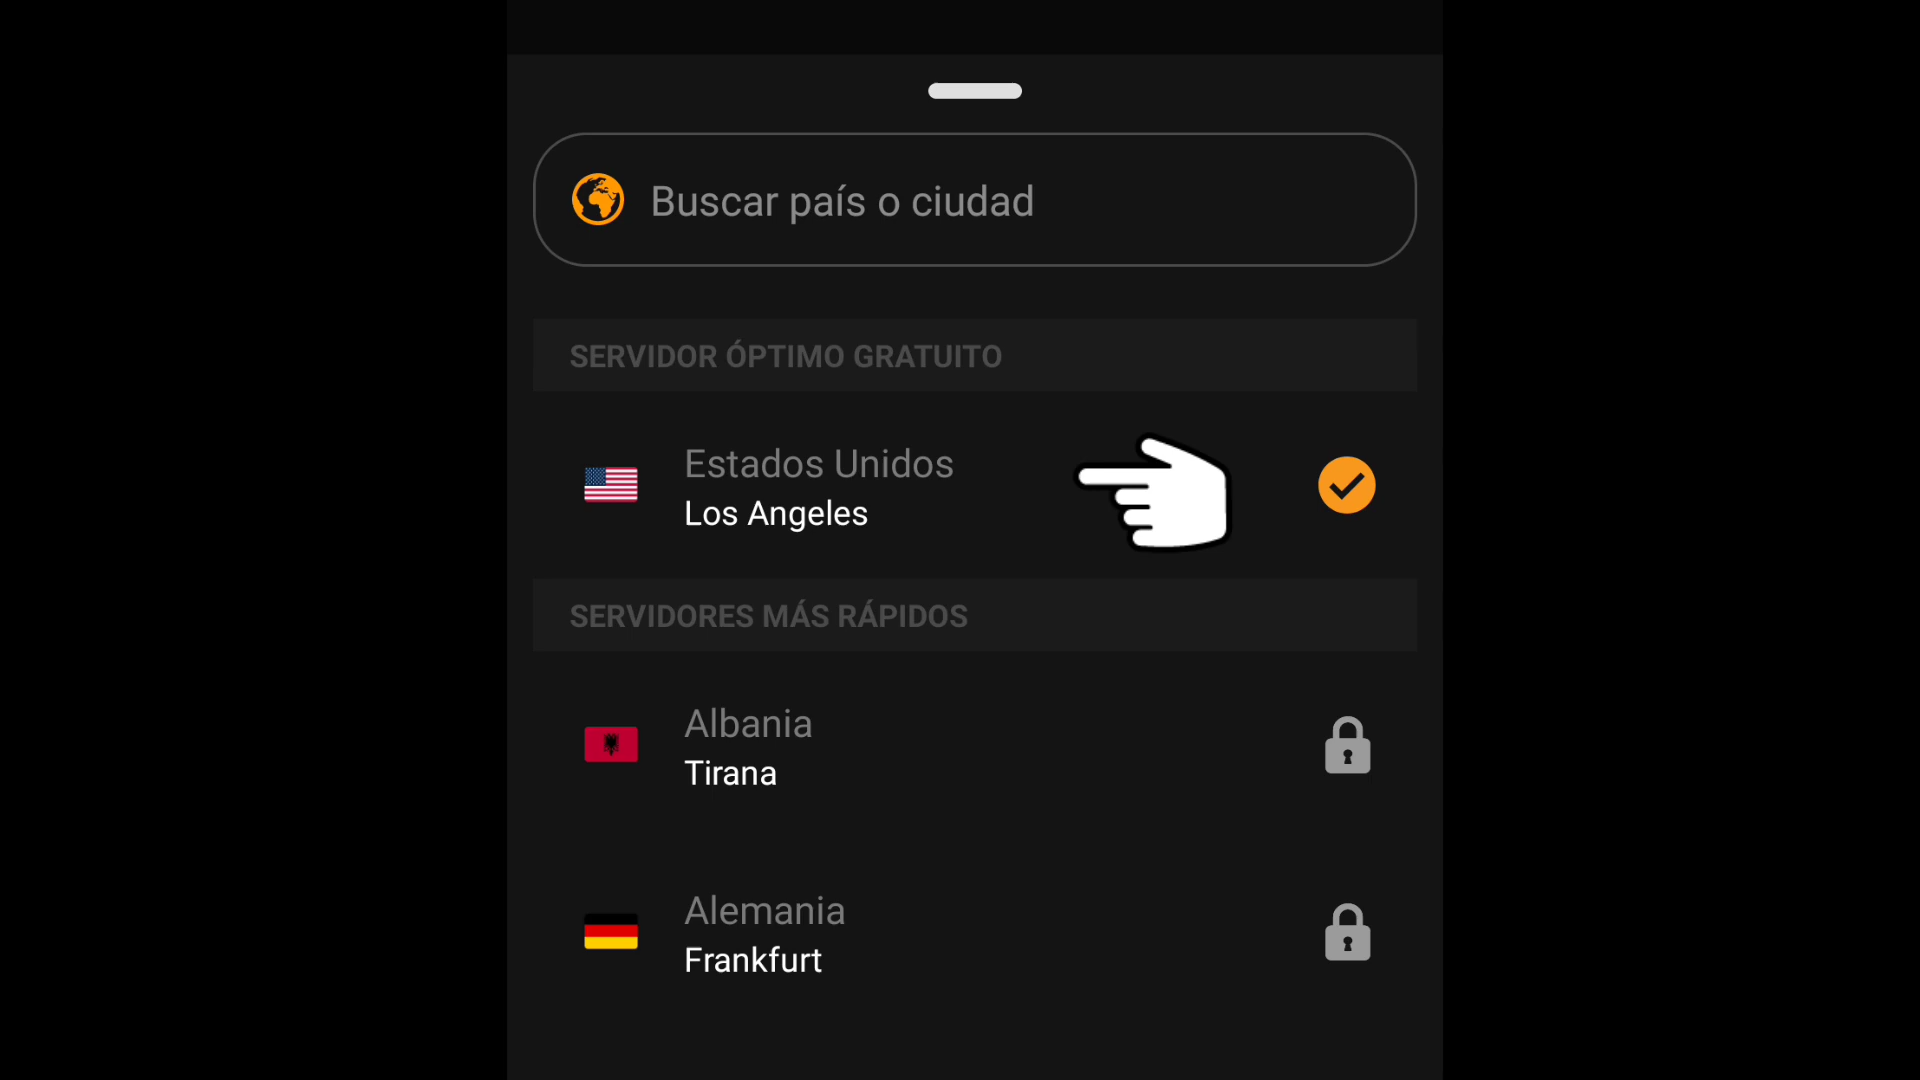 Buscar país o ciudad
SERVIDOR ÓPTIMO GRATUITO
Estados Unidos
Los Angeles
SERVIDORES MÁS RÁPIDOS
Albania
Tirana
Alemania
Frankfurt